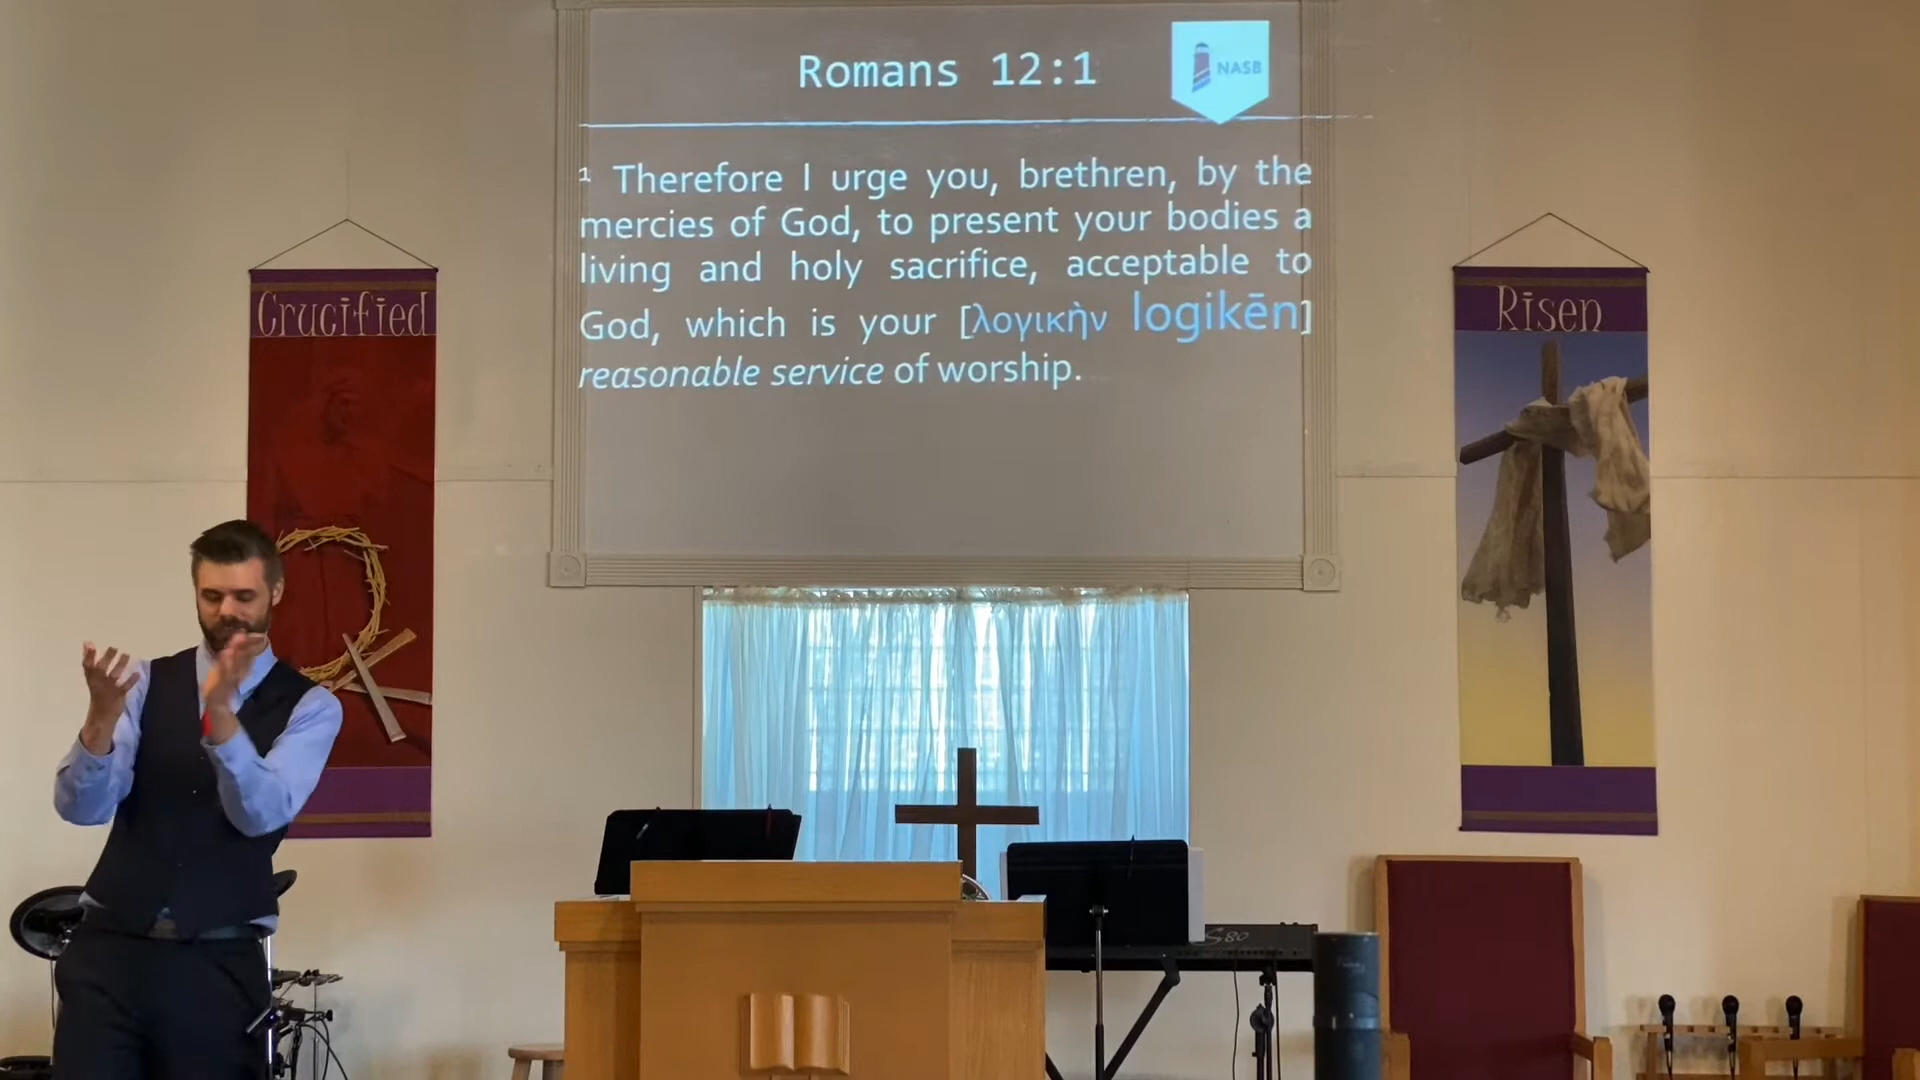 Romans 12:1
NASB
1 Therefore I urge you, brethren, by the
mercies of God, to present your bodies a
living and holy sacrifice, acceptable to
God, which is your [λογικὴν logikēn]
reasonable service of worship.
Crucified
Risen
S80